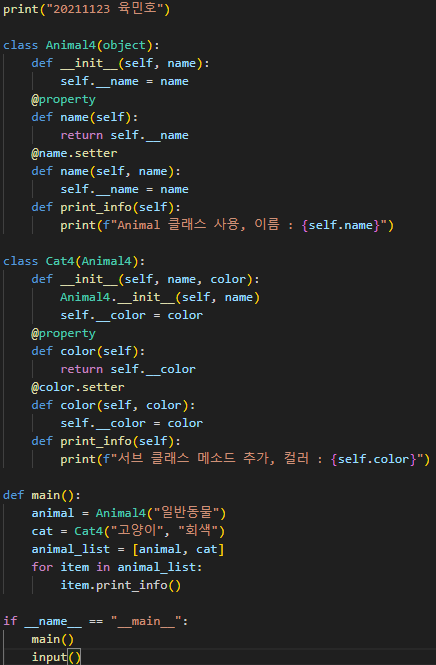 print("20211123 육민호")

class Animal4(object):
    def __init__(self, name):
        self.__name = name
    @property
    def name(self):
        return self.__name
    @name.setter
    def name(self, name):
        self.__name = name
    def print_info(self):
        print(f"Animal 클래스 사용, 이름 : {self.name}")

class Cat4(Animal4):
    def __init__(self, name, color):
        Animal4.__init__(self, name)
        self.__color = color
    @property
    def color(self):
        return self.__color
    @color.setter
    def color(self, color):
        self.__color = color
    def print_info(self):
        print(f"서브 클래스 메소드 추가, 컬러 : {self.color}")

def main():
    animal = Animal4("일반동물")
    cat = Cat4("고양이", "회색")
    animal_list = [animal, cat]
    for item in animal_list:
        item.print_info()

if __name__ == "__main__":
    main()
    input()